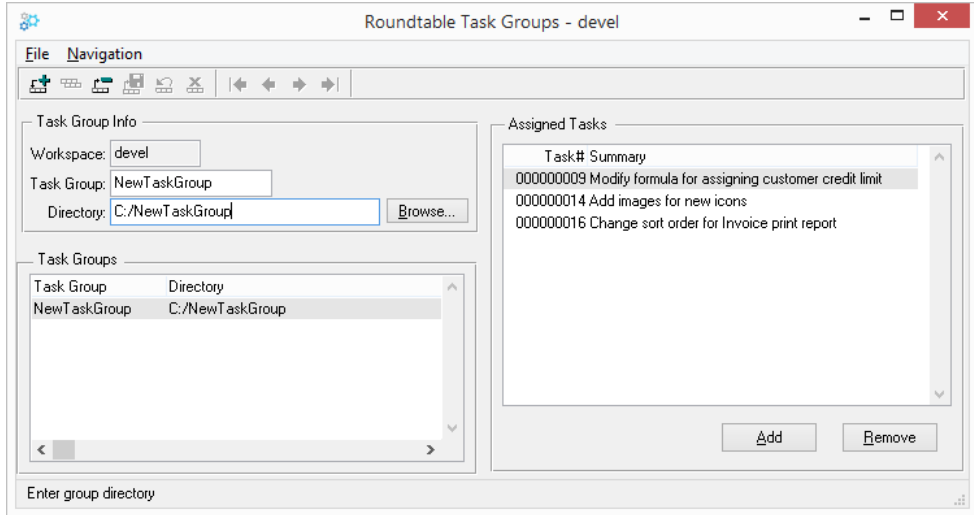 Roundtable Task Groups - devel
File Navigation
Task Group Info
Workspace: devel
Task Group: NewTaskGroup
Directory: C:/NewTaskGroup Browse...
Task Groups
Task Group Directory
NewTaskGroup C:/NewTaskGroup
Assigned Tasks
Task# Summary
000000009 Modify formula for assigning customer credit limit
000000014 Add images for new icons
000000016 Change sort order for Invoice print report
Add Remove
Enter group directory